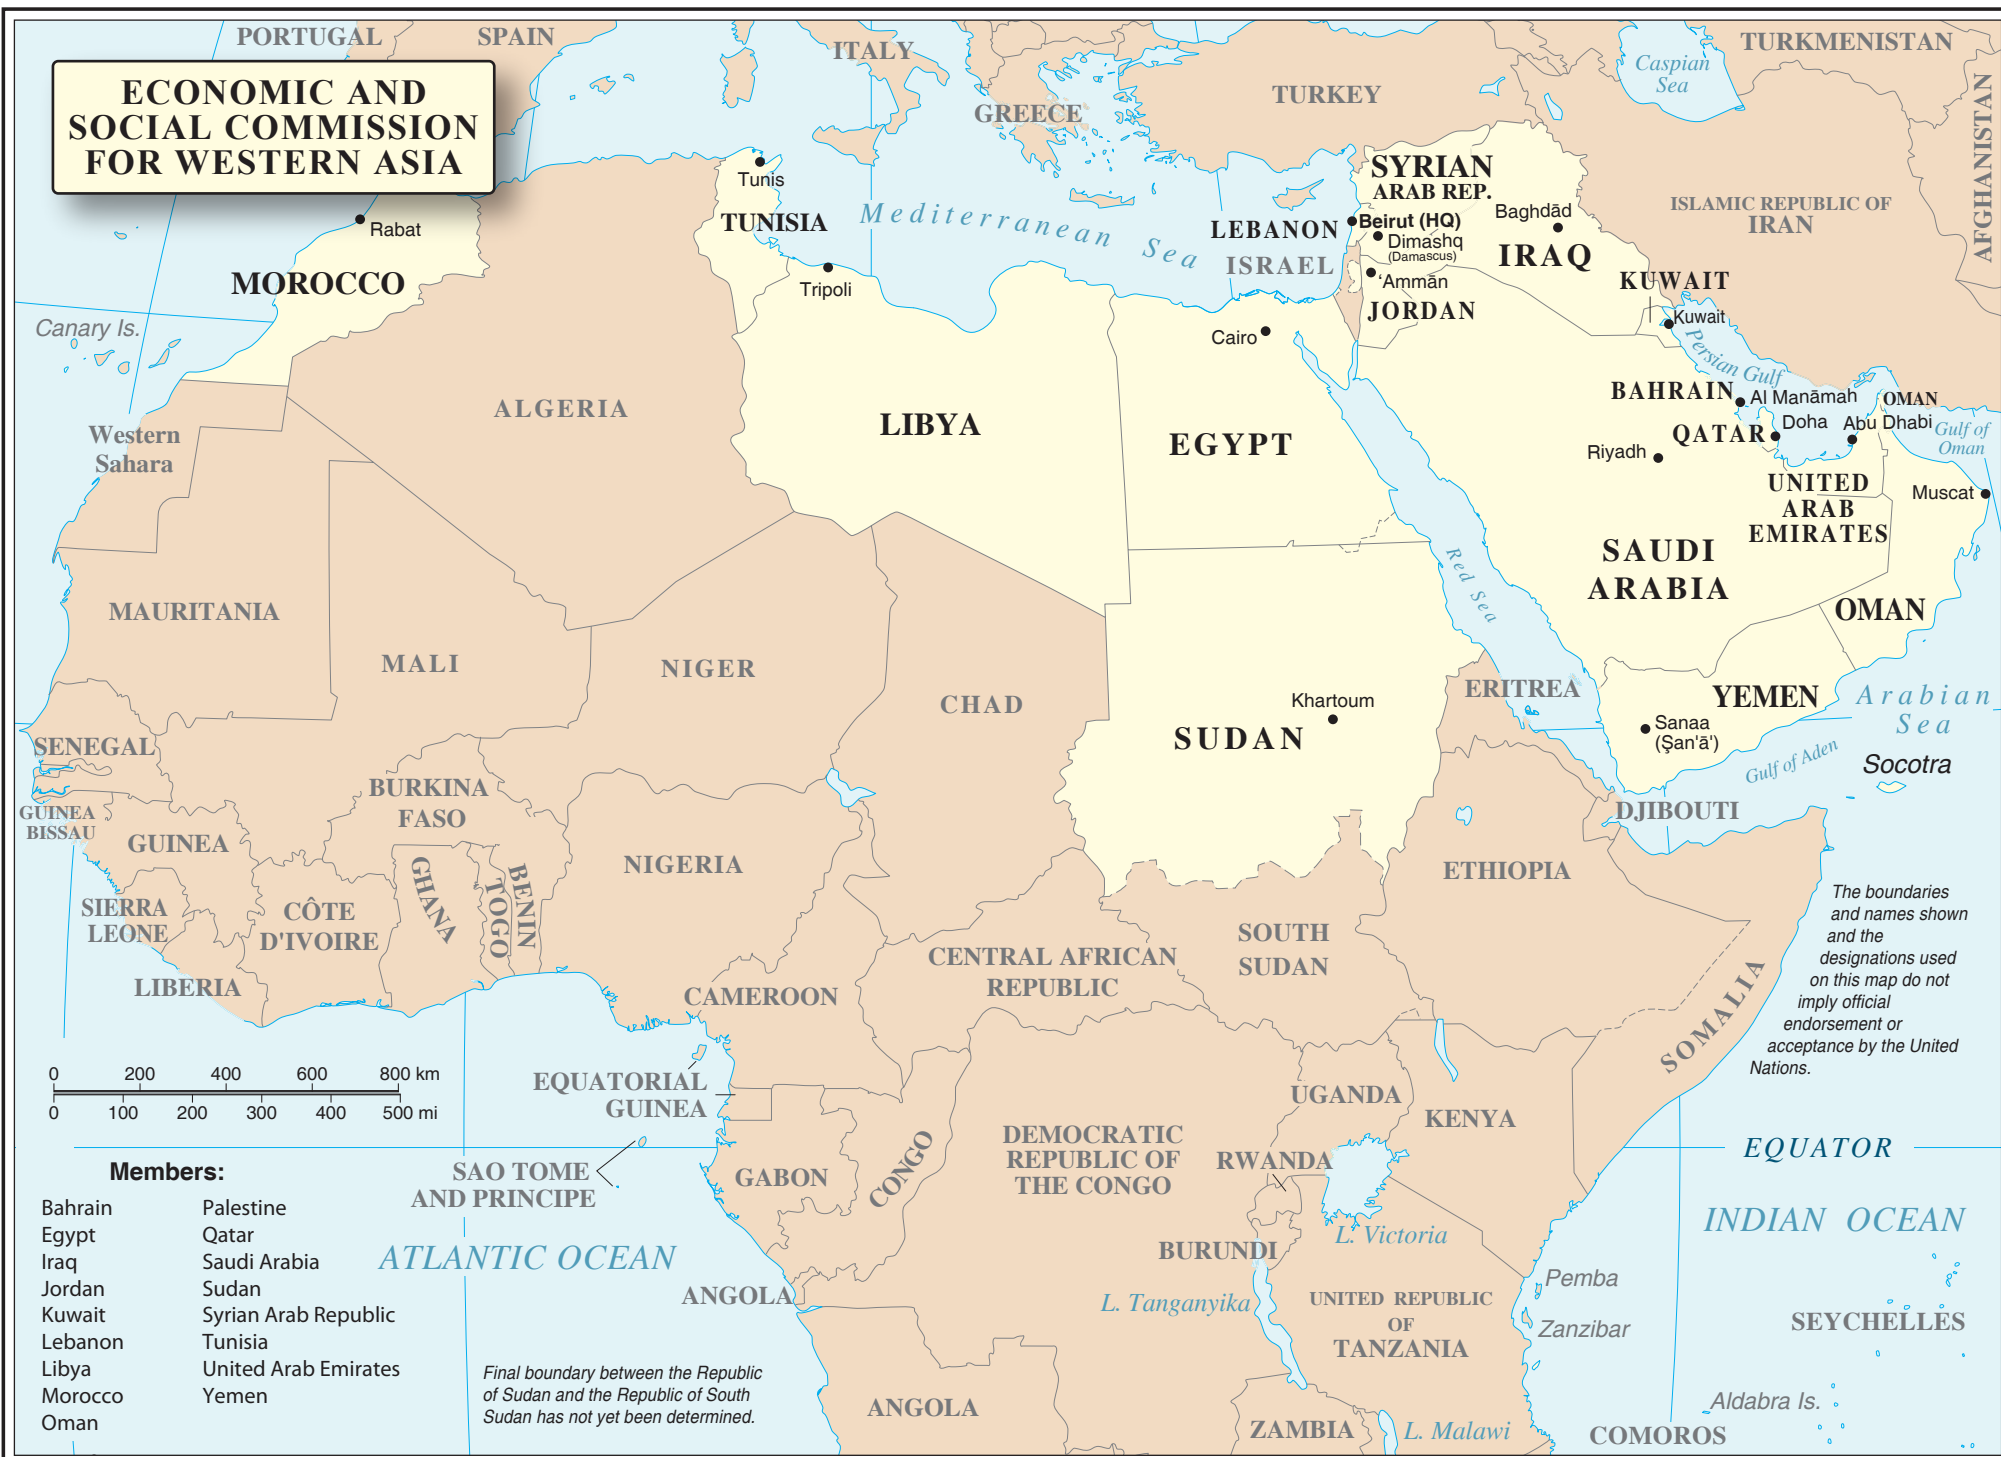 ECONOMIC AND
SOCIAL COMMISSION
FOR WESTERN ASIA
PORTUGAL
SPAIN
ITALY
GREECE
TURKEY
Caspian
Sea
TURKMENISTAN
AFGHANISTAN
ISLAMIC REPUBLIC OF
IRAN
SYRIAN
ARAB REP.
LEBANON
Beirut (HQ)
Dimashq
(Damascus)
ISRAEL
'Ammān
JORDAN
Baghdād
IRAQ
KUWAIT
Kuwait
Persian Gulf
Tunis
TUNISIA
Mediterranean Sea
Rabat
MOROCCO
Tripoli
Cairo
Canary Is.
Western
Sahara
ALGERIA
LIBYA
EGYPT
BAHRAIN
Al Manāmah
OMAN
QATAR
Doha
Abu Dhabi
Gulf of
Oman
Riyadh
UNITED
ARAB
EMIRATES
Muscat
SAUDI
ARABIA
OMAN
Red Sea
MAURITANIA
MALI
NIGER
CHAD
SUDAN
Khartoum
ERITREA
YEMEN
Sanaa
(Şan'ā')
Arabian
Sea
Gulf of Aden
Socotra
SENEGAL
GUINEA
BISSAU
GUINEA
BURKINA
FASO
SIERRA
LEONE
CÔTE
D'IVOIRE
GHANA
TOGO
BENIN
NIGERIA
LIBERIA
CAMEROON
CENTRAL AFRICAN
REPUBLIC
SOUTH
SUDAN
ETHIOPIA
DJIBOUTI
SOMALIA
The boundaries
and names shown
and the
designations used
on this map do not
imply official
endorsement or
acceptance by the United
Nations.
0 200 400 600 800 km
0 100 200 300 400 500 mi
EQUATORIAL
GUINEA
SAO TOME
AND PRINCIPE
GABON
CONGO
DEMOCRATIC
REPUBLIC OF
THE CONGO
UGANDA
KENYA
RWANDA
BURUNDI
L. Victoria
L. Tanganyika
UNITED REPUBLIC
OF
TANZANIA
EQUATOR
INDIAN OCEAN
Pemba
Zanzibar
SEYCHELLES
Aldabra Is.
COMOROS
L. Malawi
ZAMBIA
ANGOLA
ANGOLA
ATLANTIC OCEAN
Members:
Bahrain
Egypt
Iraq
Jordan
Kuwait
Lebanon
Libya
Morocco
Oman
Palestine
Qatar
Saudi Arabia
Sudan
Syrian Arab Republic
Tunisia
United Arab Emirates
Yemen
Final boundary between the Republic
of Sudan and the Republic of South
Sudan has not yet been determined.